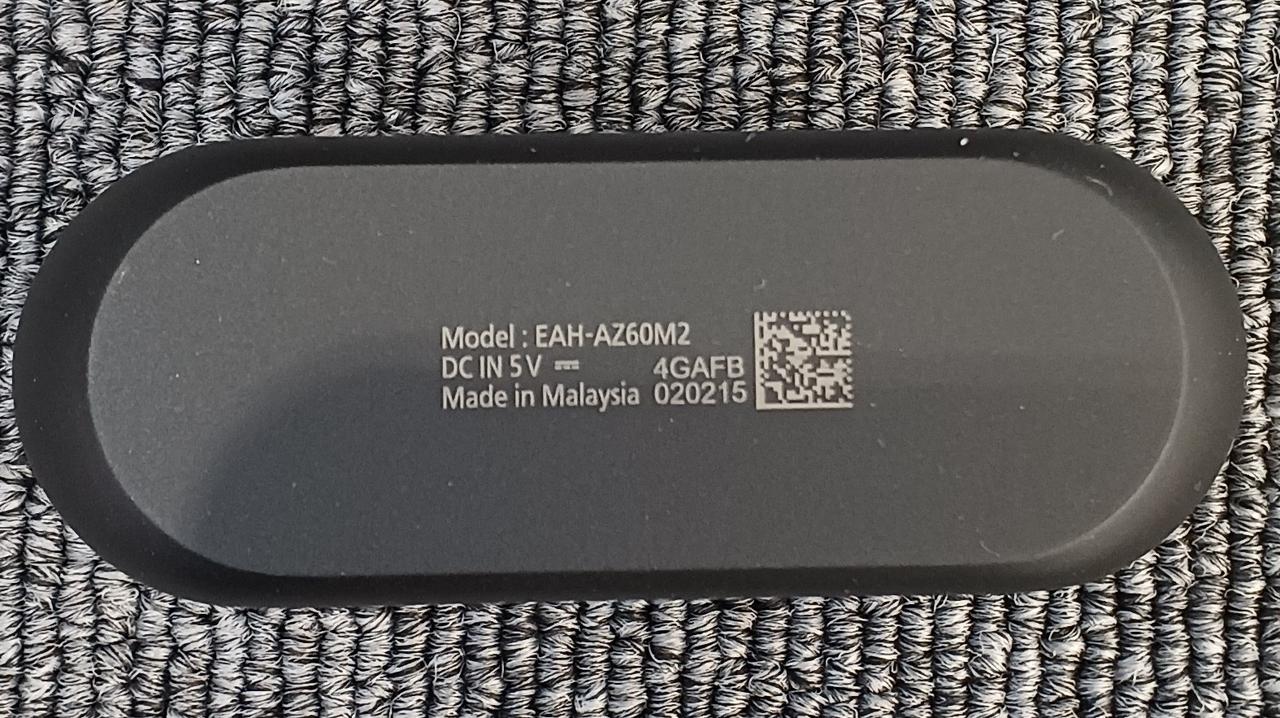 Model : EAH-AZ60M2
DC IN 5 V ⎓ 4GAFB
Made in Malaysia 020215